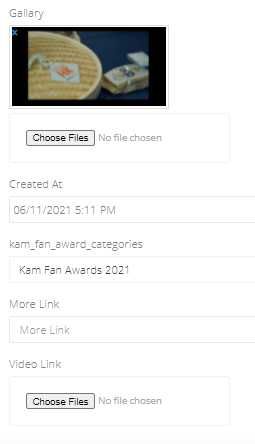 Gallary
x
Choose Files No file chosen
Created At
06/11/2021 5:11 PM
kam_fan_award_categories
Kam Fan Awards 2021
More Link
More Link
Video Link
Choose Files No file chosen